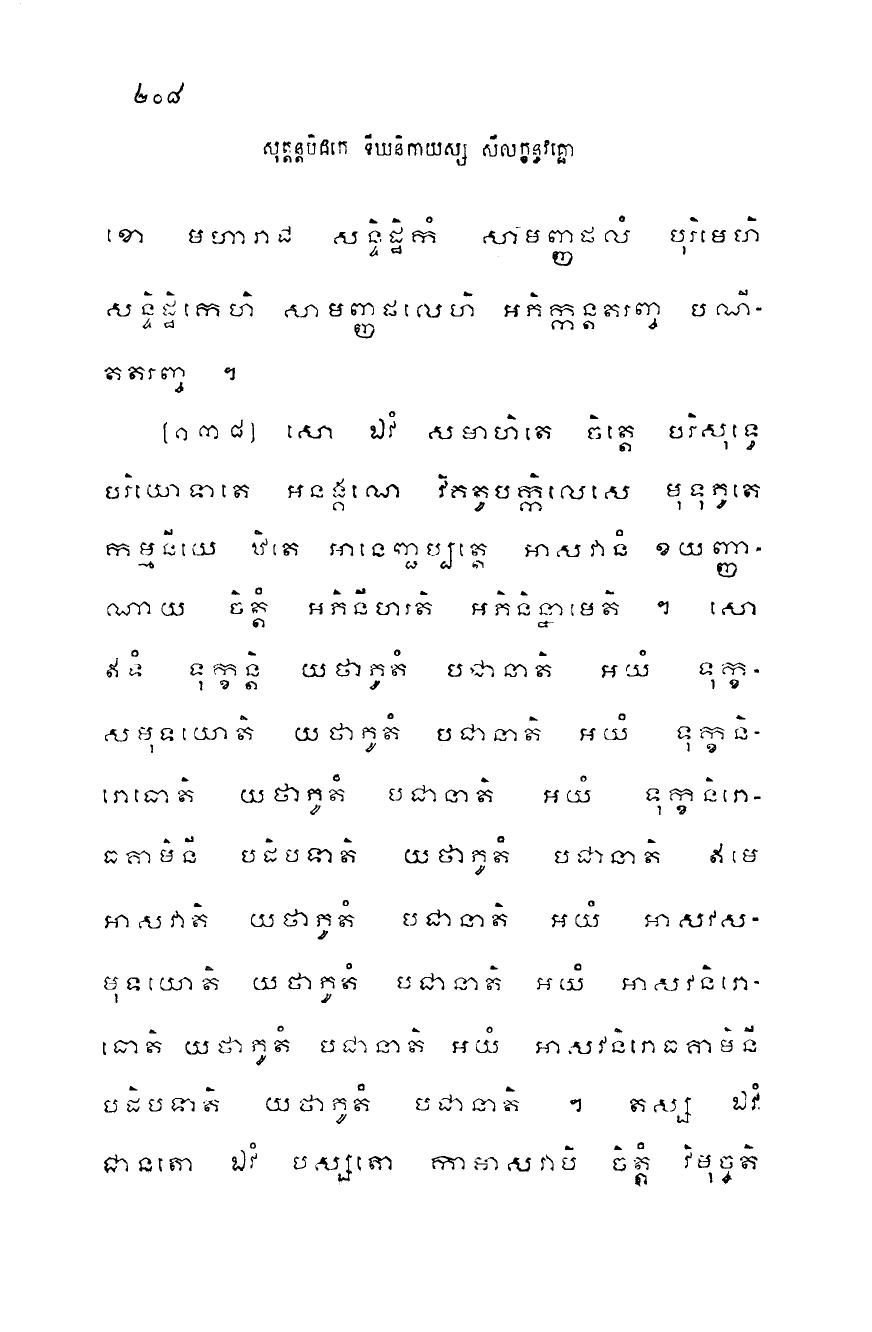 ២០៨
សុត្តន្តបិដកេ ទីឃនិកាយស្ស សីលក្ខន្ធវគ្គោ
ខោ មហារាជ សន្ទិដ្ឋិកំ សាមញ្ញផលំ បុរិមេហិ
សន្ទិដ្ឋិកេហិ សាមញ្ញផលេហិ អភិក្កន្តតរញ្ច បណី-
តតរញ្ច ។
[១៣៨] សោ ឯវំ សមាហិតេ ចិត្តេ បរិសុទ្ធេ
បរិយោទាតេ អនង្គណេ វិគតូបក្កិលេសេ មុទុភូតេ
កម្មនីយេ ឋិតេ អានេញ្ជប្បត្តេ អាសវានំ ខយញ្ញា-
ណាយ ចិត្តំ អភិនីហរតិ អភិនិន្នាមេតិ ។ សោ
ឥទំ ទុក្ខន្តិ យថាភូតំ បជានាតិ អយំ ទុក្ខ-
សមុទយោតិ យថាភូតំ បជានាតិ អយំ ទុក្ខនិ-
រោធោតិ យថាភូតំ បជានាតិ អយំ ទុក្ខនិរោ-
ធគាមិនី បដិបទាតិ យថាភូតំ បជានាតិ ឥមេ
អាសវាតិ យថាភូតំ បជានាតិ អយំ អាសវស-
មុទយោតិ យថាភូតំ បជានាតិ អយំ អាសវនិរោ-
ធោតិ យថាភូតំ បជានាតិ អយំ អាសវនិរោធគាមិនី
បដិបទាតិ យថាភូតំ បជានាតិ ។ តស្ស ឯវំ
ជានតោ ឯវំ បស្សតោ កាមាសវាបិ ចិត្តំ វិមុច្ចតិ